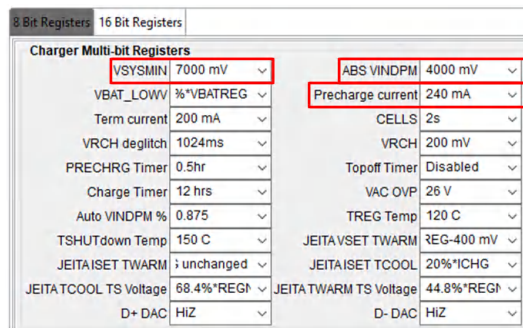 8 Bit Registers 16 Bit Registers
Charger Multi-bit Registers
VSYSMIN 7000 mV ABS VINDPM 4000 mV
VBAT_LOWV %*VBATREG Precharge current 240 mA
Term current 200 mA CELLS 2s
VRCH deglitch 1024ms VRCH 200 mV
PRECHRG Timer 0.5hr Topoff Timer Disabled
Charge Timer 12 hrs VAC OVP 26 V
Auto VINDPM % 0.875 TREG Temp 120 C
TSHUTdown Temp 150 C JEITA VSET TWARM REG-400 mV
JEITA ISET TWARM unchanged JEITA ISET TCOOL 20%*ICHG
JEITA TCOOL TS Voltage 68.4%*REGN JEITA TWARM TS Voltage 44.8%*REGN
D+ DAC HiZ D- DAC HiZ